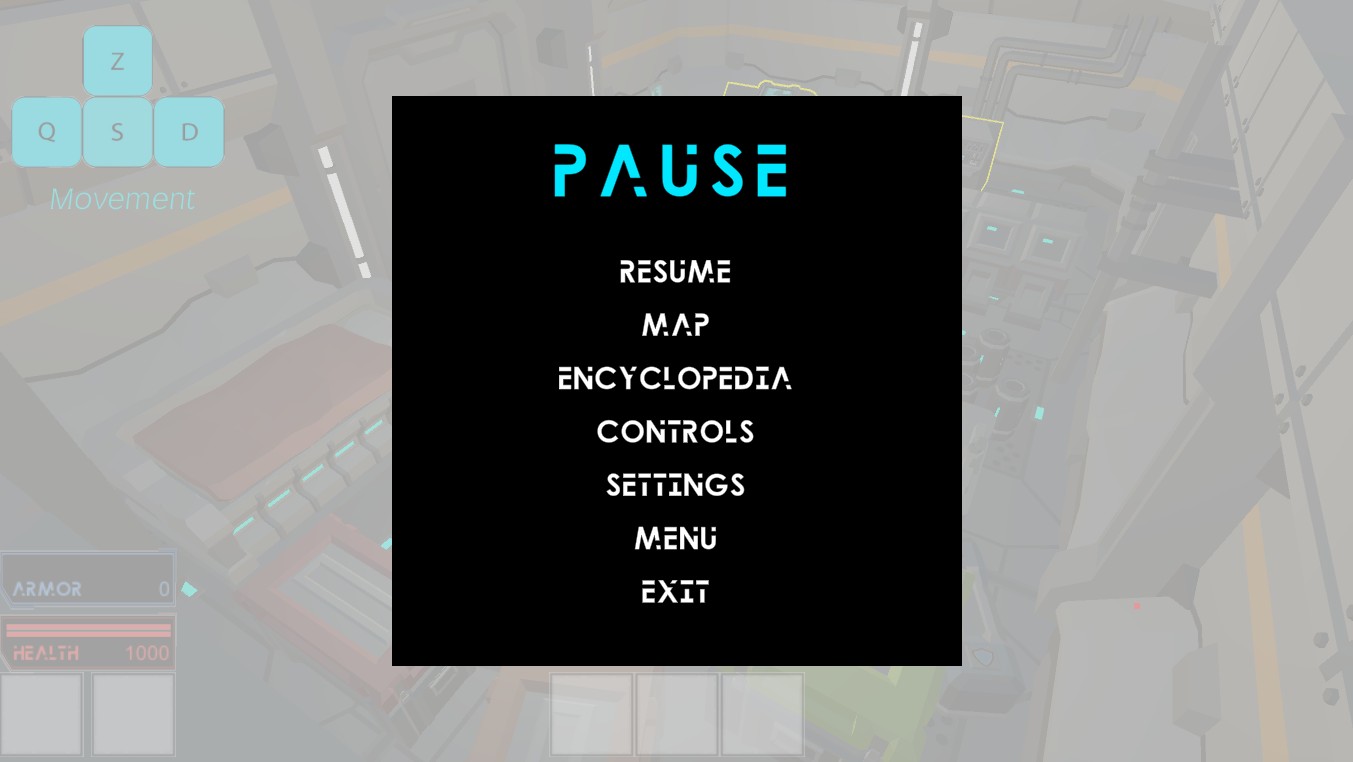 Z
Q S D
Movement
PAUSE
RESUME
MAP
ENCYCLOPEDIA
CONTROLS
SETTINGS
MENU
EXIT
ARMOR 0
HEALTH 1000